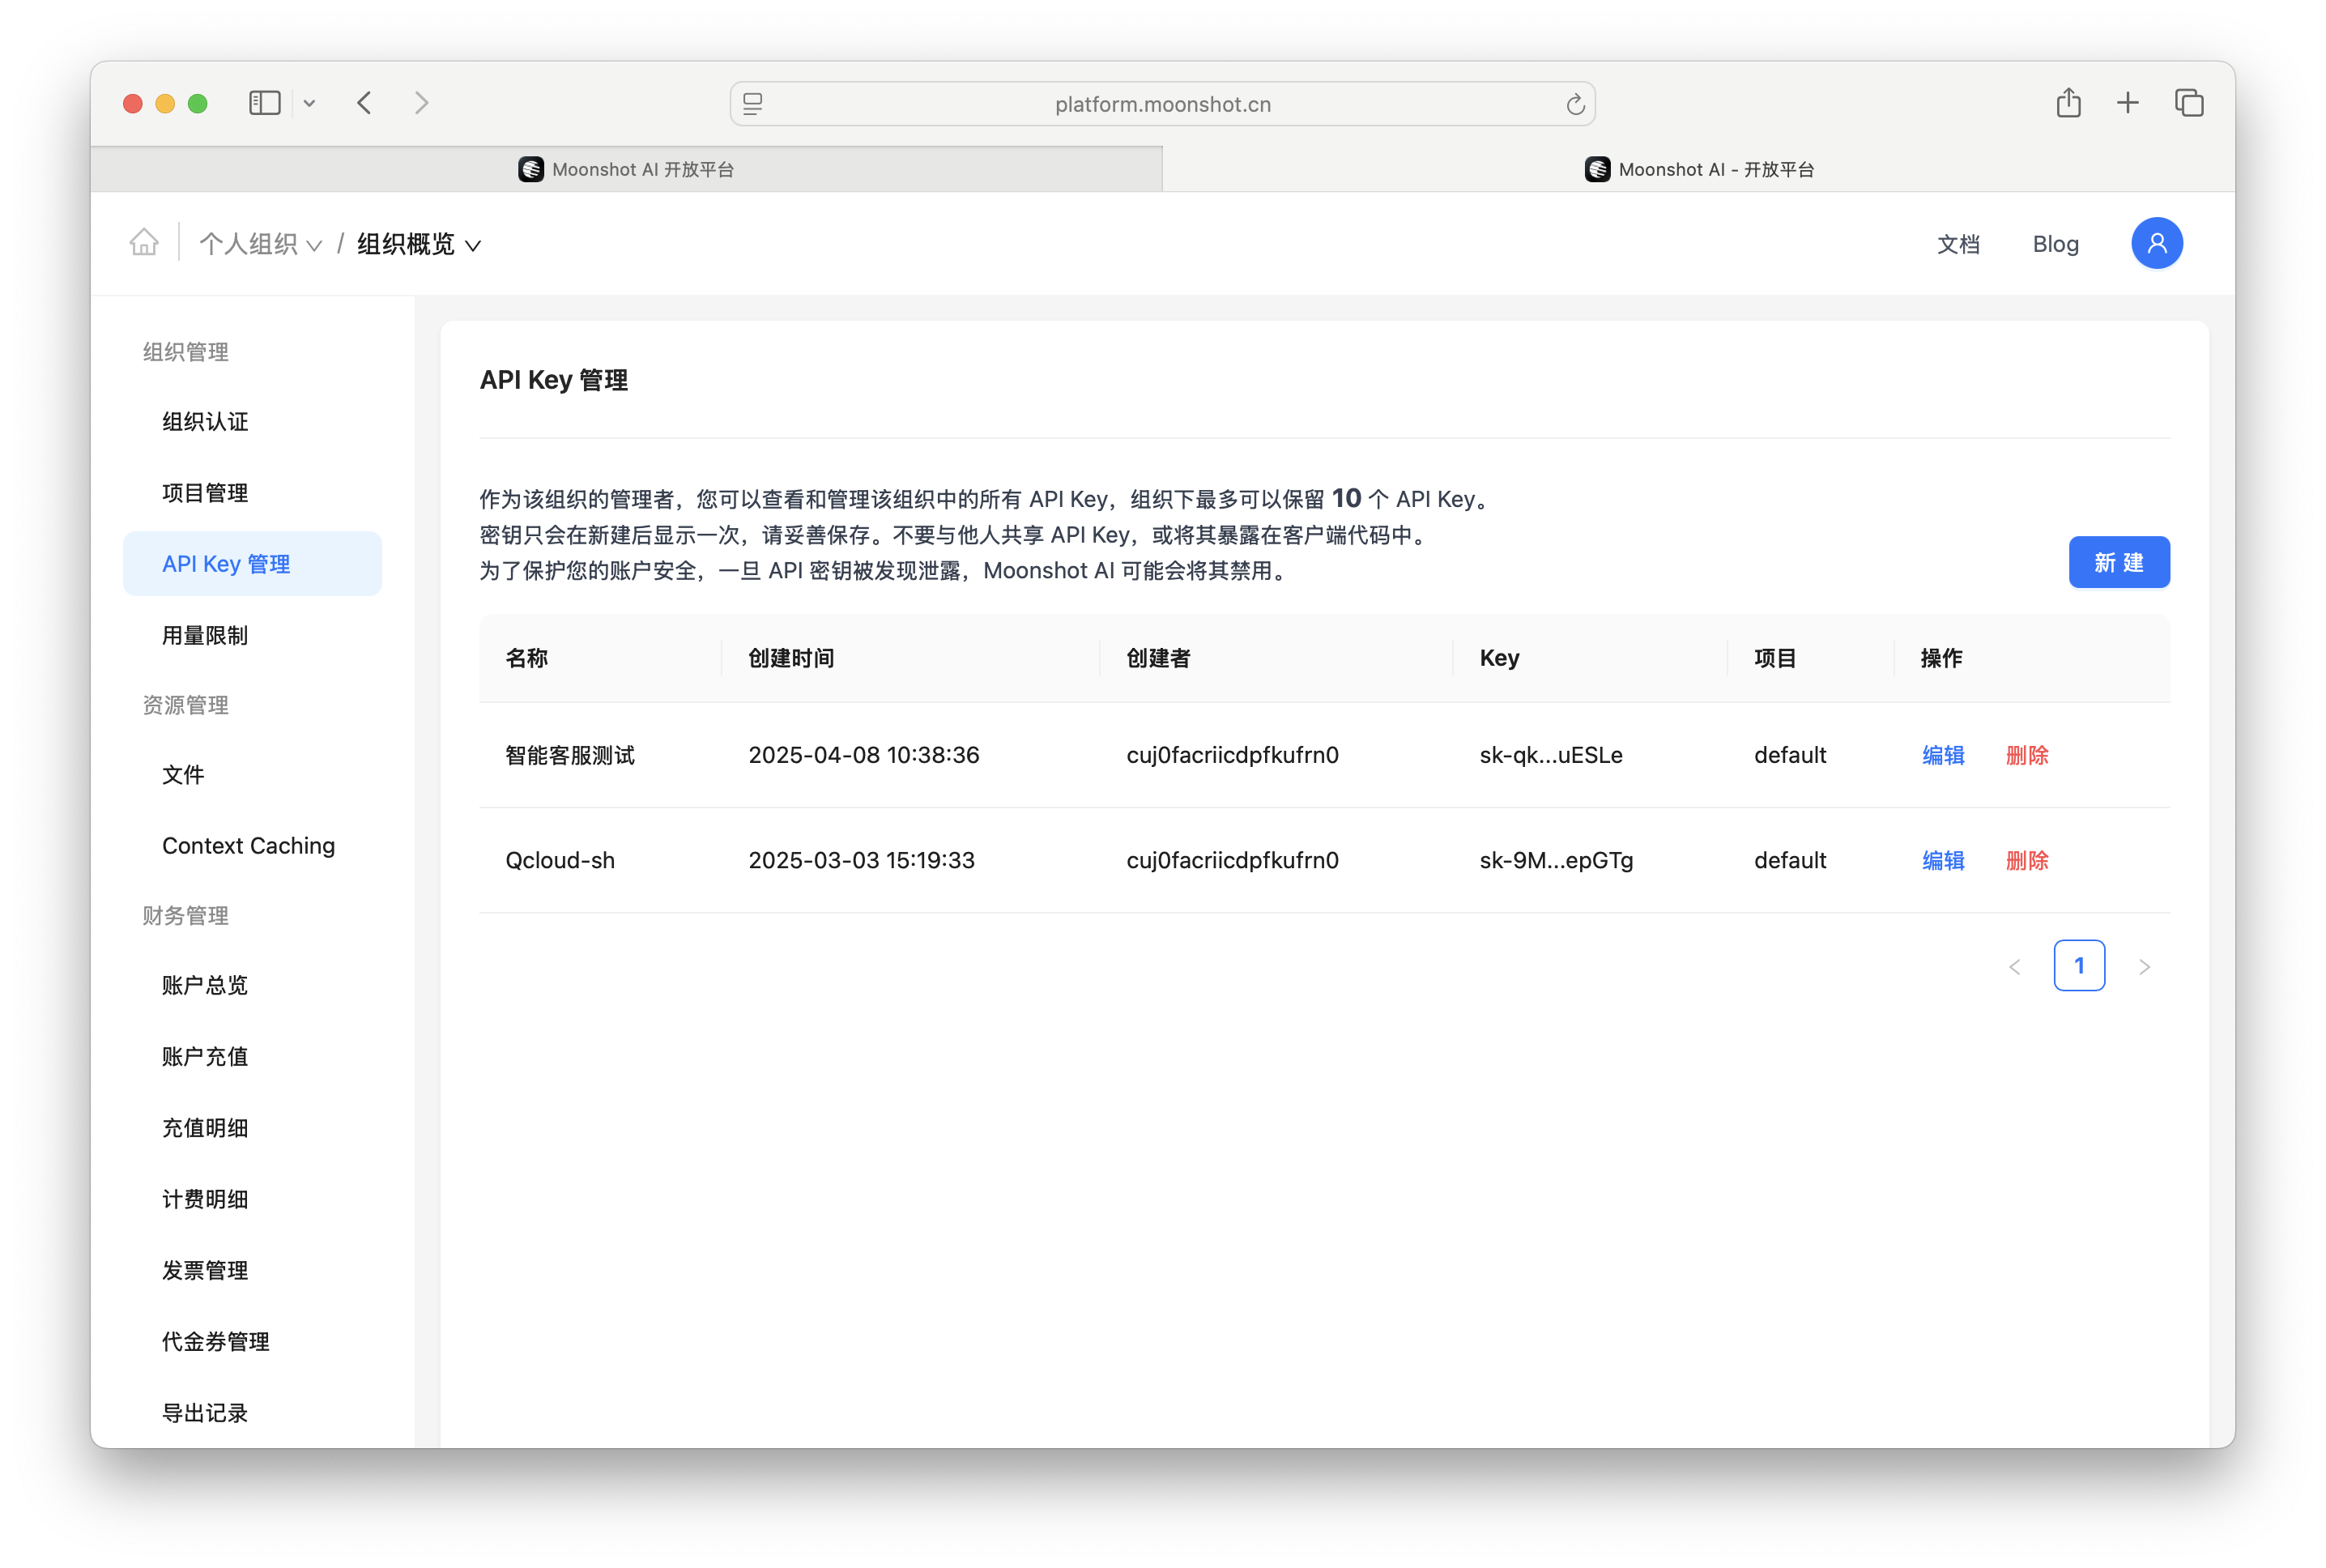 platform.moonshot.cn
Moonshot AI 开放平台
Moonshot AI - 开放平台
个人组织 / 组织概览
文档 Blog
组织管理
组织认证
项目管理
API Key 管理
用量限制
资源管理
文件
Context Caching
财务管理
账户总览
账户充值
充值明细
计费明细
发票管理
代金券管理
导出记录
API Key 管理
作为该组织的管理者，您可以查看和管理该组织中的所有 API Key，组织下最多可以保留 10 个 API Key。
密钥只会在新建后显示一次，请妥善保存。不要与他人共享 API Key，或将其暴露在客户端代码中。
为了保护您的账户安全，一旦 API 密钥被发现泄露，Moonshot AI 可能会将其禁用。
新 建
名称 创建时间 创建者 Key 项目 操作
智能客服测试 2025-04-08 10:38:36 cuj0facriicdpfkufrn0 sk-qk...uESLe default 编辑 删除
Qcloud-sh 2025-03-03 15:19:33 cuj0facriicdpfkufrn0 sk-9M...epGTg default 编辑 删除
1